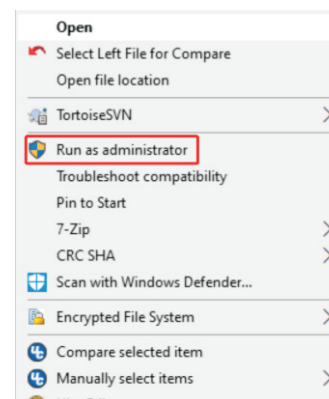 Open
Select Left File for Compare
Open file location
TortoiseSVN
Run as administrator
Troubleshoot compatibility
Pin to Start
7-Zip
CRC SHA
Scan with Windows Defender...
Encrypted File System
Compare selected item
Manually select items